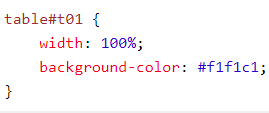 table#t01 {
    width: 100%;
    background-color: #f1f1c1;
}